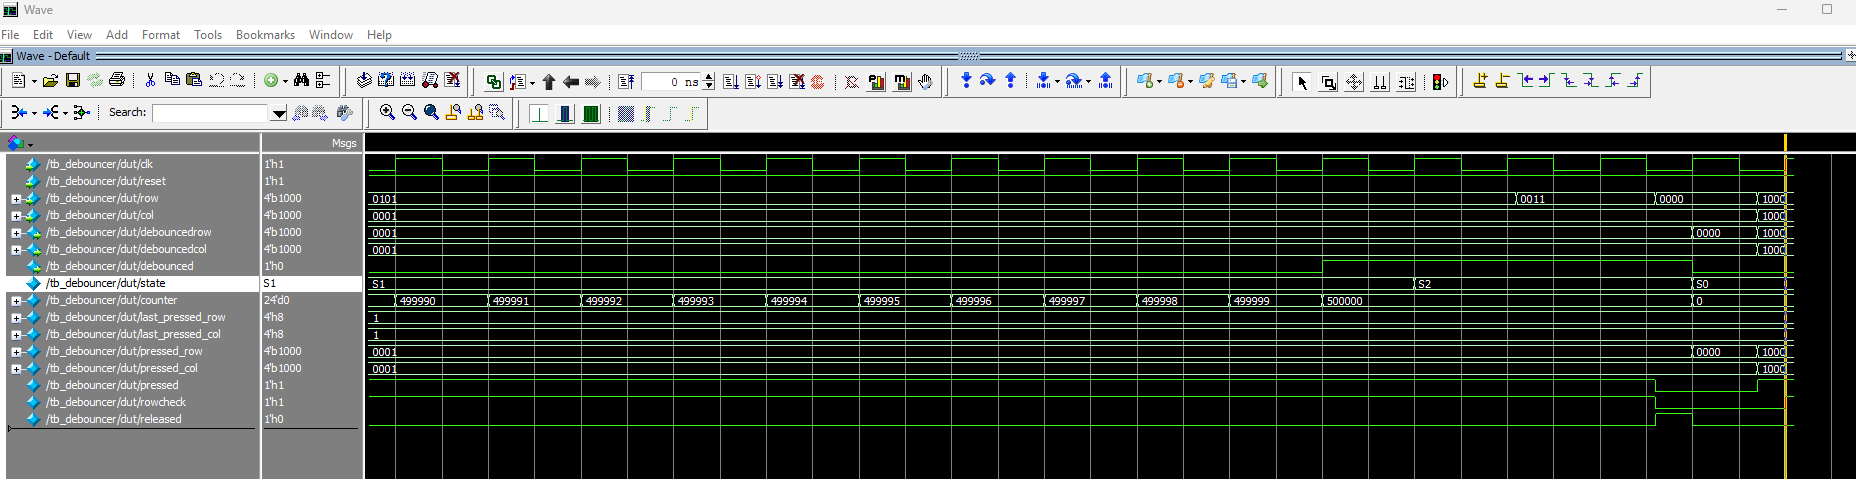 Wave
File Edit View Add Format Tools Bookmarks Window Help
Wave - Default
0 ns
Search:
Msgs
/tb_debouncer/dut/clk 1'h1
/tb_debouncer/dut/reset 1'h1
/tb_debouncer/dut/row 4'b1000 0101 0011 0000 1000
/tb_debouncer/dut/col 4'b1000 0001 1000
/tb_debouncer/dut/debouncedrow 4'b1000 0001 0000 1000
/tb_debouncer/dut/debouncedcol 4'b1000 0001 1000
/tb_debouncer/dut/debounced 1'h0
/tb_debouncer/dut/state S1 S1 S2 S0
/tb_debouncer/dut/counter 24'd0 499990 499991 499992 499993 499994 499995 499996 499997 499998 499999 500000 0
/tb_debouncer/dut/last_pressed_row 4'h8 1
/tb_debouncer/dut/last_pressed_col 4'h8 1
/tb_debouncer/dut/pressed_row 4'b1000 0001 0000 1000
/tb_debouncer/dut/pressed_col 4'b1000 0001 1000
/tb_debouncer/dut/pressed 1'h1
/tb_debouncer/dut/rowcheck 1'h1
/tb_debouncer/dut/released 1'h0